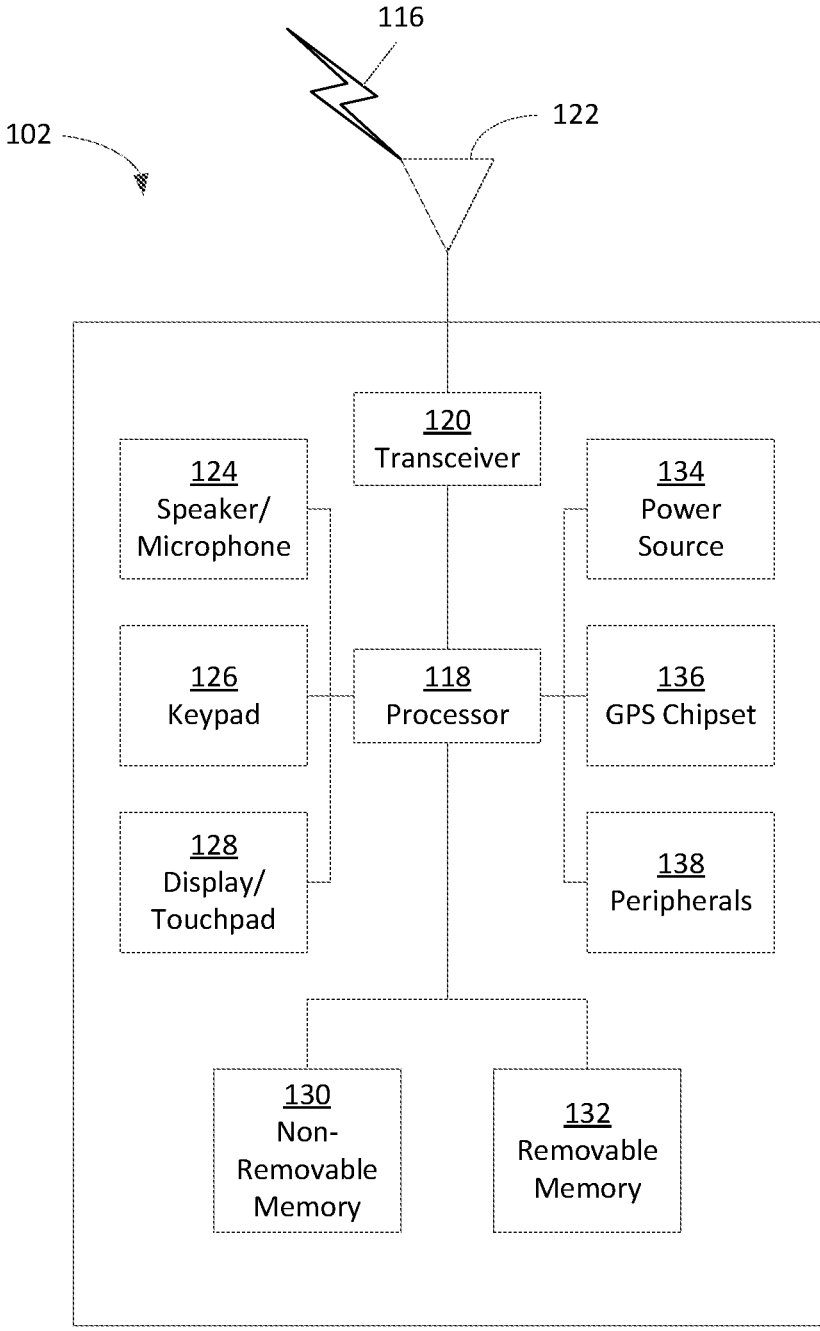 116
122
102
120
Transceiver
124
Speaker/
Microphone
134
Power
Source
126
Keypad
118
Processor
136
GPS Chipset
128
Display/
Touchpad
138
Peripherals
130
Non-
Removable
Memory
132
Removable
Memory